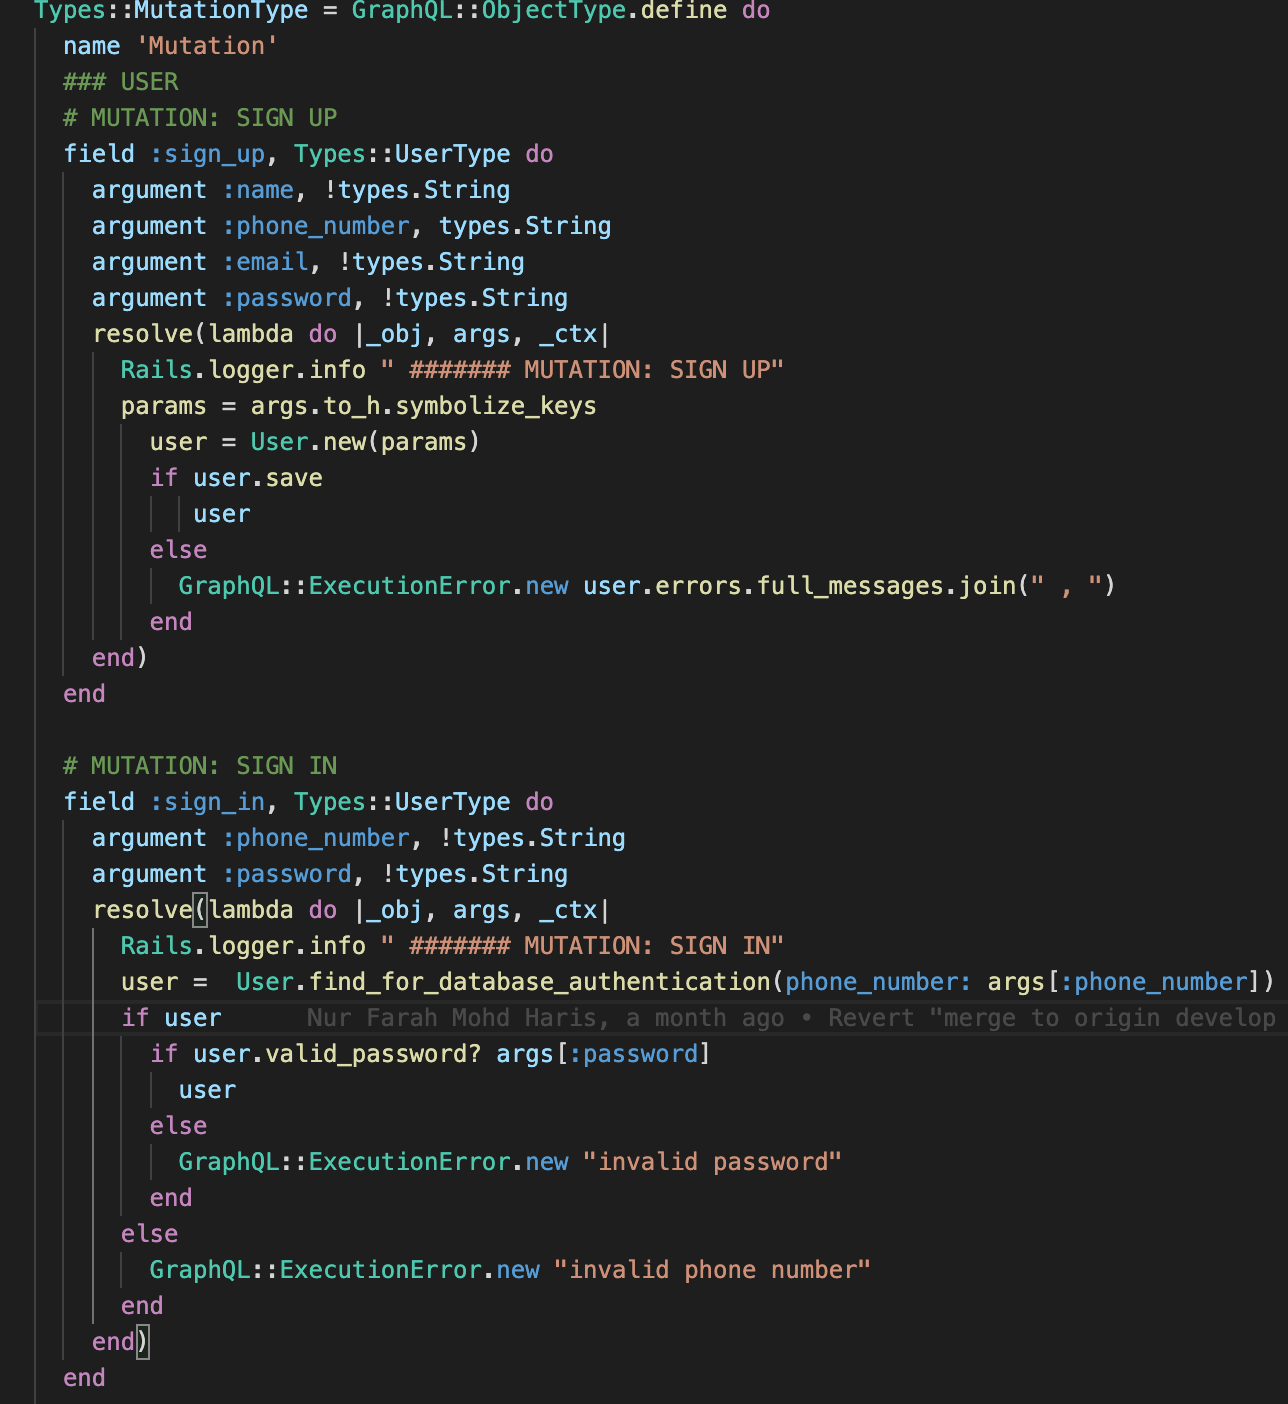 Types::MutationType = GraphQL::ObjectType.define do
name 'Mutation'
### USER
# MUTATION: SIGN UP
field :sign_up, Types::UserType do
argument :name, !types.String
argument :phone_number, types.String
argument :email, !types.String
argument :password, !types.String
resolve(lambda do |_obj, args, _ctx|
Rails.logger.info " ####### MUTATION: SIGN UP"
params = args.to_h.symbolize_keys
user = User.new(params)
if user.save
user
else
GraphQL::ExecutionError.new user.errors.full_messages.join(" , ")
end
end)
end
# MUTATION: SIGN IN
field :sign_in, Types::UserType do
argument :phone_number, !types.String
argument :password, !types.String
resolve(lambda do |_obj, args, _ctx|
Rails.logger.info " ####### MUTATION: SIGN IN"
user =  User.find_for_database_authentication(phone_number: args[:phone_number])
if user Nur Farah Mohd Haris, a month ago • Revert "merge to origin develop
if user.valid_password? args[:password]
user
else
GraphQL::ExecutionError.new "invalid password"
end
else
GraphQL::ExecutionError.new "invalid phone number"
end
end)
end